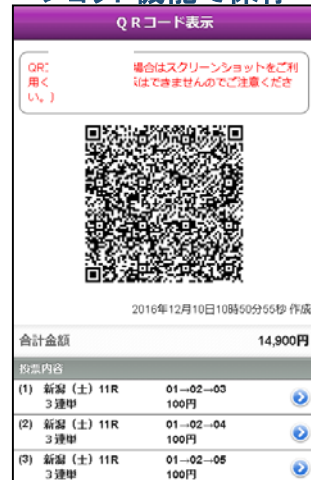 ＱＲコード表示
QRコ 場合はスクリーンショットをご利
用く はできませんのでご注意くださ
い。)
2016年12月10日10時50分55秒 作成
合計金額 14,900円
投票内容
(1) 新潟（土）11R 01→02→03
３連単 100円
(2) 新潟（土）11R 01→02→04
３連単 100円
(3) 新潟（土）11R 01→02→05
３連単 100円